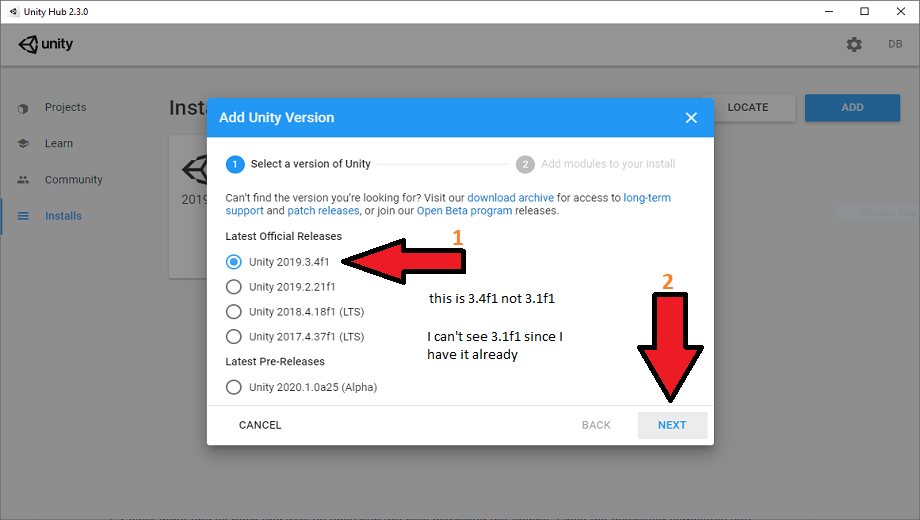 Unity Hub 2.3.0
unity
DB
Projects
Learn
Community
Installs
Insta
LOCATE
ADD
2019
Add Unity Version
1 Select a version of Unity
2 Add modules to your install
Can't find the version you're looking for? Visit our download archive for access to long-term
support and patch releases, or join our Open Beta program releases.
Latest Official Releases
1
Unity 2019.3.4f1
Unity 2019.2.21f1
Unity 2018.4.18f1 (LTS)
Unity 2017.4.37f1 (LTS)
this is 3.4f1 not 3.1f1
I can't see 3.1f1 since I
have it already
2
Latest Pre-Releases
Unity 2020.1.0a25 (Alpha)
CANCEL
BACK
NEXT